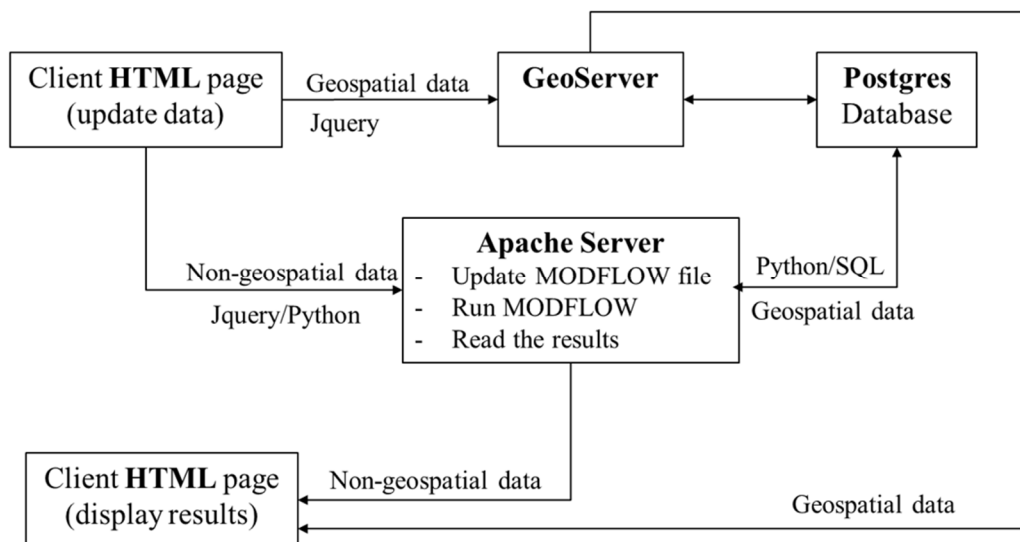 Client HTML page
(update data)
Geospatial data
Jquery
GeoServer
Postgres
Database
Non-geospatial data
Jquery/Python
Apache Server
- Update MODFLOW file
- Run MODFLOW
- Read the results
Python/SQL
Geospatial data
Client HTML page
(display results)
Non-geospatial data
Geospatial data